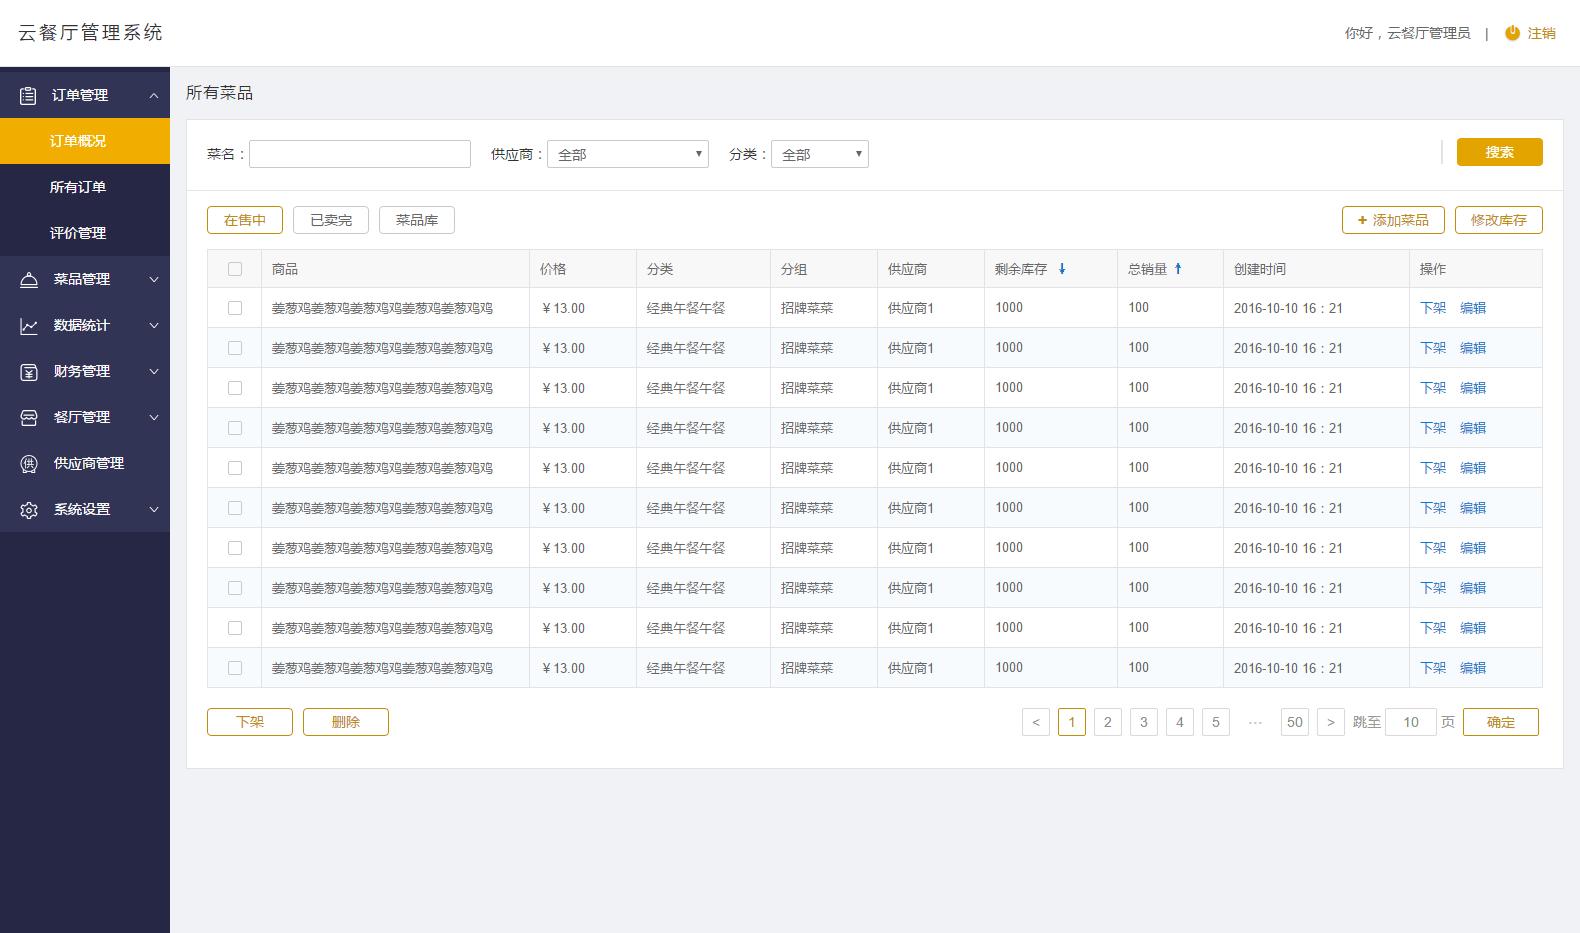 云餐厅管理系统
你好，云餐厅管理员 | 注销
订单管理
订单概况
所有订单
评价管理
菜品管理
数据统计
财务管理
餐厅管理
供应商管理
系统设置
所有菜品
菜名： 供应商： 全部 分类： 全部 搜索
在售中 已卖完 菜品库 + 添加菜品 修改库存
商品 价格 分类 分组 供应商 剩余库存 总销量 创建时间 操作
姜葱鸡姜葱鸡姜葱鸡鸡姜葱鸡姜葱鸡鸡 ¥ 13.00 经典午餐午餐 招牌菜菜 供应商1 1000 100 2016-10-10 16：21 下架 编辑
姜葱鸡姜葱鸡姜葱鸡鸡姜葱鸡姜葱鸡鸡 ¥ 13.00 经典午餐午餐 招牌菜菜 供应商1 1000 100 2016-10-10 16：21 下架 编辑
姜葱鸡姜葱鸡姜葱鸡鸡姜葱鸡姜葱鸡鸡 ¥ 13.00 经典午餐午餐 招牌菜菜 供应商1 1000 100 2016-10-10 16：21 下架 编辑
姜葱鸡姜葱鸡姜葱鸡鸡姜葱鸡姜葱鸡鸡 ¥ 13.00 经典午餐午餐 招牌菜菜 供应商1 1000 100 2016-10-10 16：21 下架 编辑
姜葱鸡姜葱鸡姜葱鸡鸡姜葱鸡姜葱鸡鸡 ¥ 13.00 经典午餐午餐 招牌菜菜 供应商1 1000 100 2016-10-10 16：21 下架 编辑
姜葱鸡姜葱鸡姜葱鸡鸡姜葱鸡姜葱鸡鸡 ¥ 13.00 经典午餐午餐 招牌菜菜 供应商1 1000 100 2016-10-10 16：21 下架 编辑
姜葱鸡姜葱鸡姜葱鸡鸡姜葱鸡姜葱鸡鸡 ¥ 13.00 经典午餐午餐 招牌菜菜 供应商1 1000 100 2016-10-10 16：21 下架 编辑
姜葱鸡姜葱鸡姜葱鸡鸡姜葱鸡姜葱鸡鸡 ¥ 13.00 经典午餐午餐 招牌菜菜 供应商1 1000 100 2016-10-10 16：21 下架 编辑
姜葱鸡姜葱鸡姜葱鸡鸡姜葱鸡姜葱鸡鸡 ¥ 13.00 经典午餐午餐 招牌菜菜 供应商1 1000 100 2016-10-10 16：21 下架 编辑
姜葱鸡姜葱鸡姜葱鸡鸡姜葱鸡姜葱鸡鸡 ¥ 13.00 经典午餐午餐 招牌菜菜 供应商1 1000 100 2016-10-10 16：21 下架 编辑
下架 删除 < 1 2 3 4 5 ··· 50 > 跳至 10 页 确定